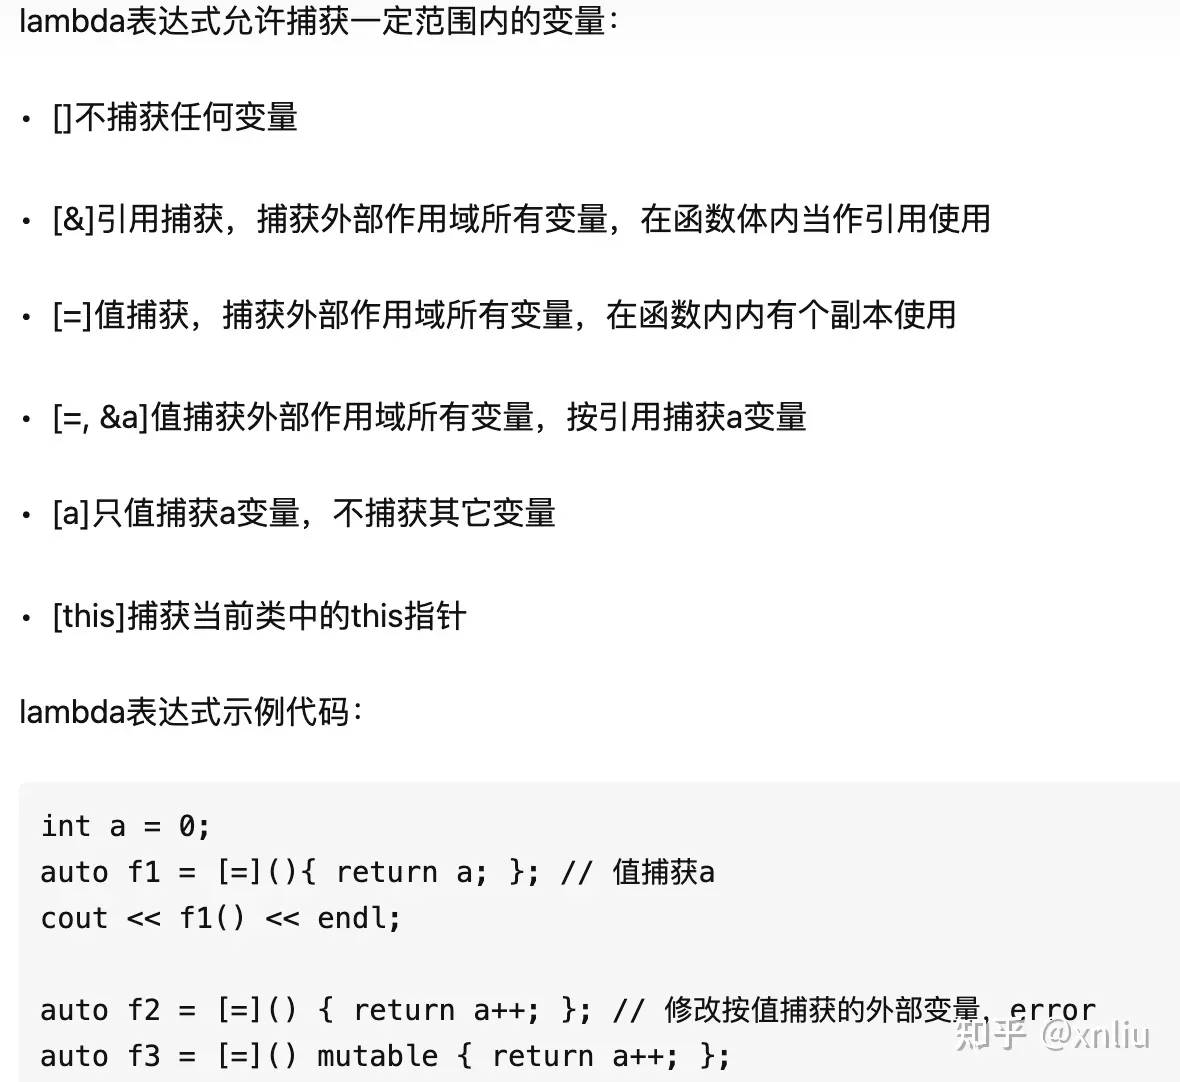 lambda表达式允许捕获一定范围内的变量：
• []不捕获任何变量
• [&]引用捕获，捕获外部作用域所有变量，在函数体内当作引用使用
• [=]值捕获，捕获外部作用域所有变量，在函数内内有个副本使用
• [=, &a]值捕获外部作用域所有变量，按引用捕获a变量
• [a]只值捕获a变量，不捕获其它变量
• [this]捕获当前类中的this指针
lambda表达式示例代码：
int a = 0;
auto f1 = [=](){ return a; }; // 值捕获a
cout << f1() << endl;
auto f2 = [=]() { return a++; }; // 修改按值捕获的外部变量，error
auto f3 = [=]() mutable { return a++; };
知乎 @xnliu